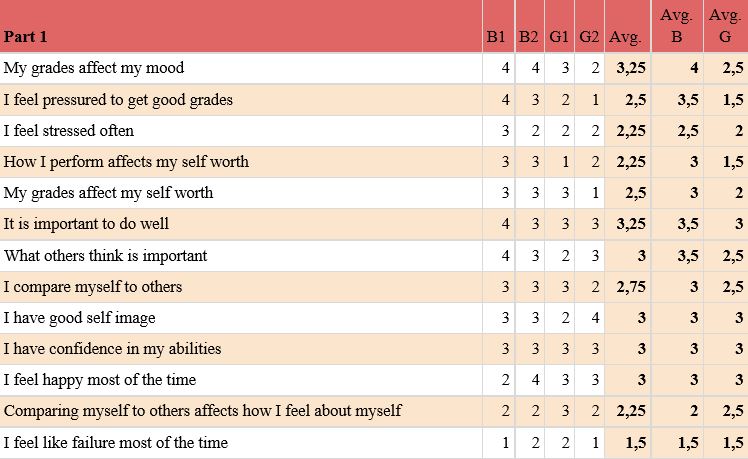 Avg. Avg.
Part 1 B1 B2 G1 G2 Avg. B G
My grades affect my mood 4 4 3 2 3,25 4 2,5
I feel pressured to get good grades 4 3 2 1 2,5 3,5 1,5
I feel stressed often 3 2 2 2 2,25 2,5 2
How I perform affects my self worth 3 3 1 2 2,25 3 1,5
My grades affect my self worth 3 3 3 1 2,5 3 2
It is important to do well 4 3 3 3 3,25 3,5 3
What others think is important 4 3 2 3 3 3,5 2,5
I compare myself to others 3 3 3 2 2,75 3 2,5
I have good self image 3 3 2 4 3 3 3
I have confidence in my abilities 3 3 3 3 3 3 3
I feel happy most of the time 2 4 3 3 3 3 3
Comparing myself to others affects how I feel about myself 2 2 3 2 2,25 2 2,5
I feel like failure most of the time 1 2 2 1 1,5 1,5 1,5